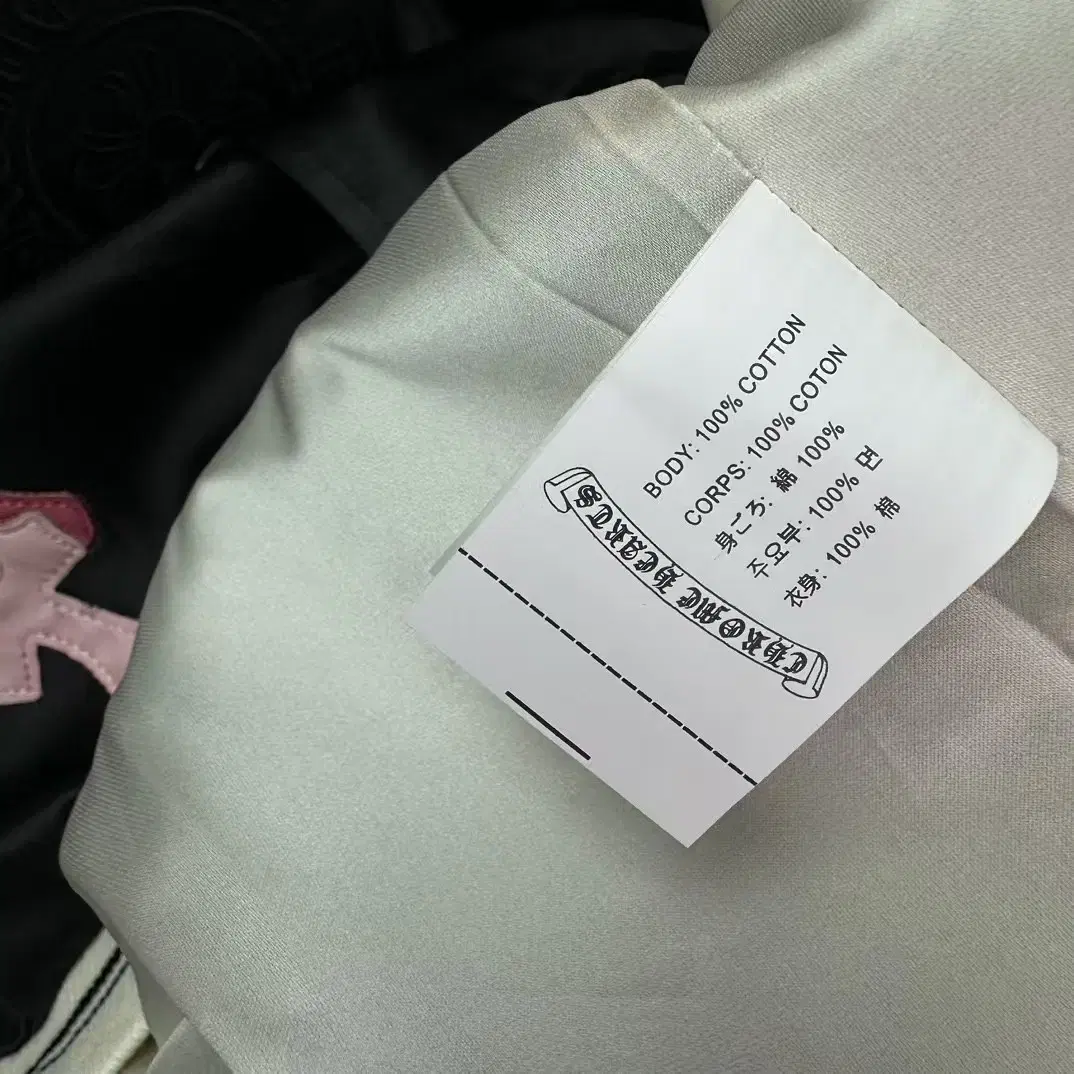 BODY: 100% COTTON
CORPS: 100% COTON
身ごろ: 綿 100%
주요부: 100% 면
衣身: 100% 棉
CHROME HEARTS